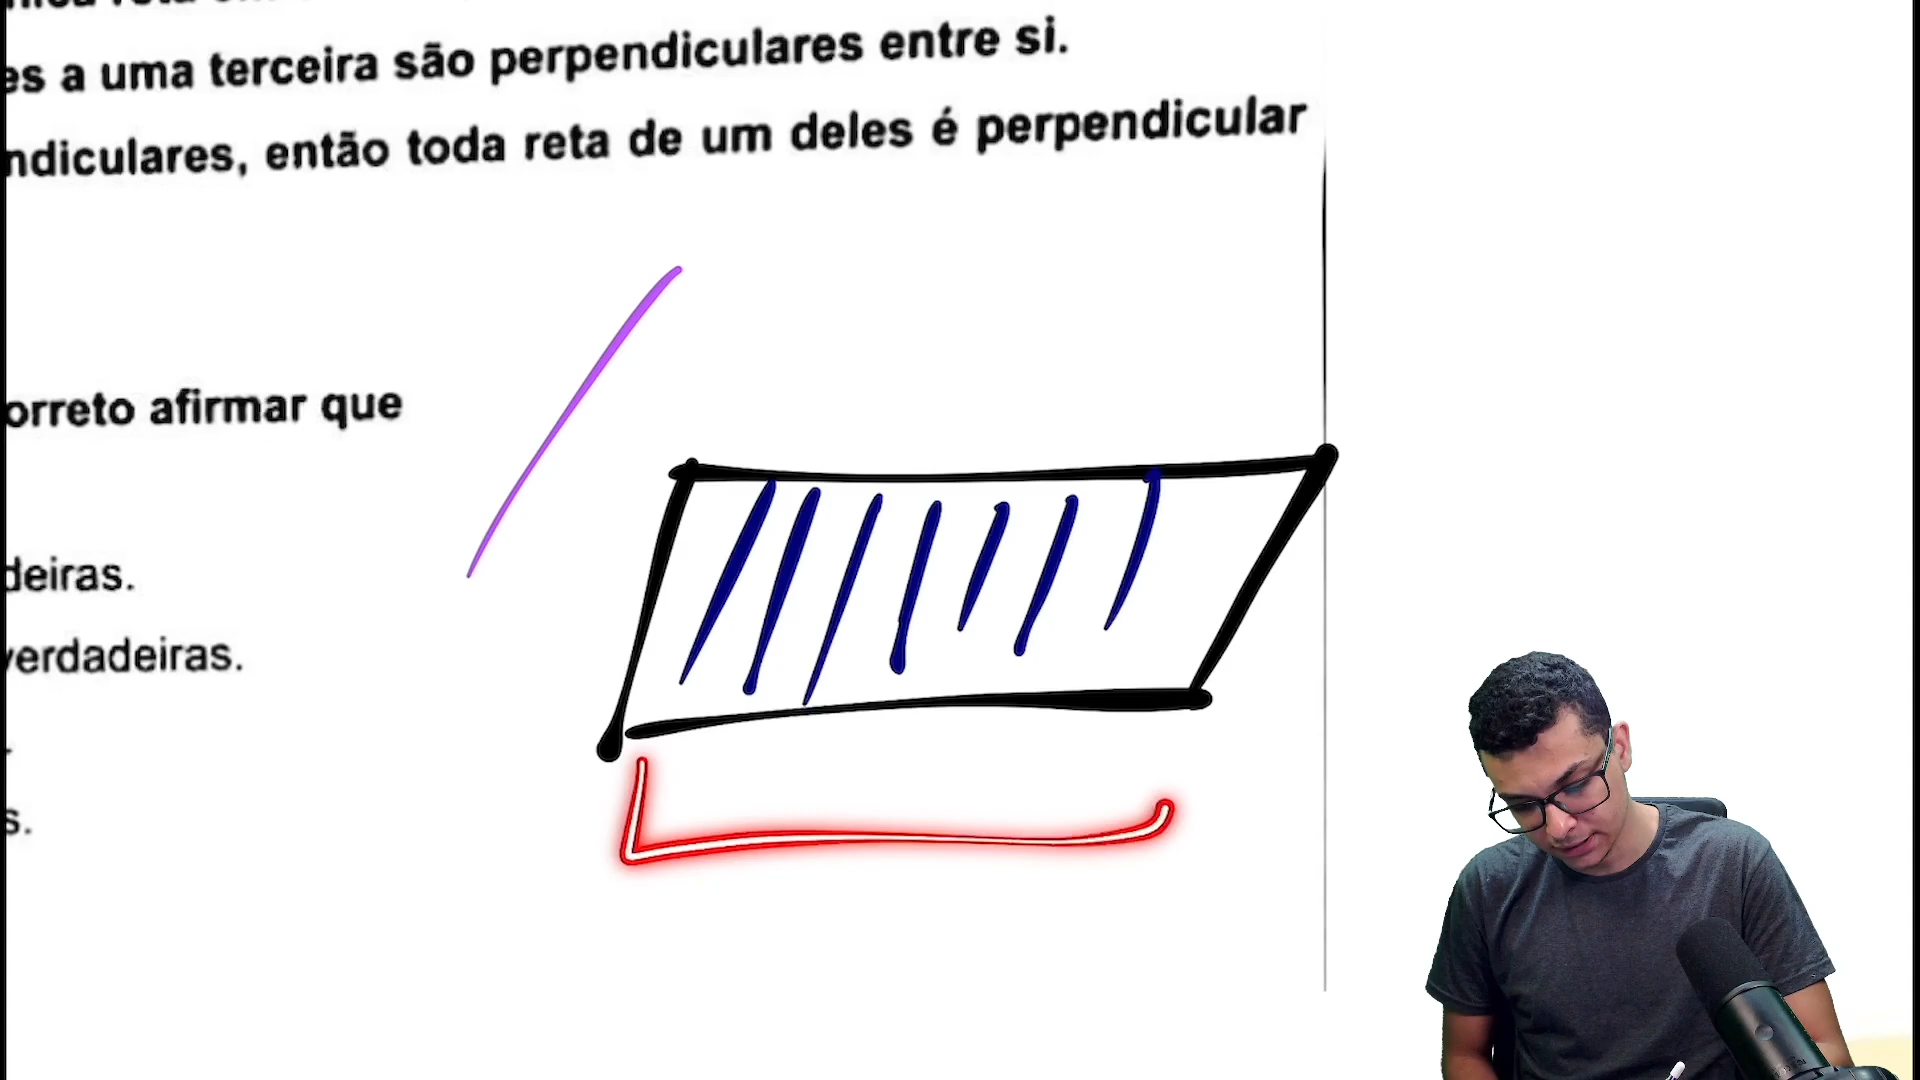 reta
es a uma terceira são perpendiculares entre si.
ndiculares, então toda reta de um deles é perpendicular
orreto afirmar que
deiras.
verdadeiras.
s.